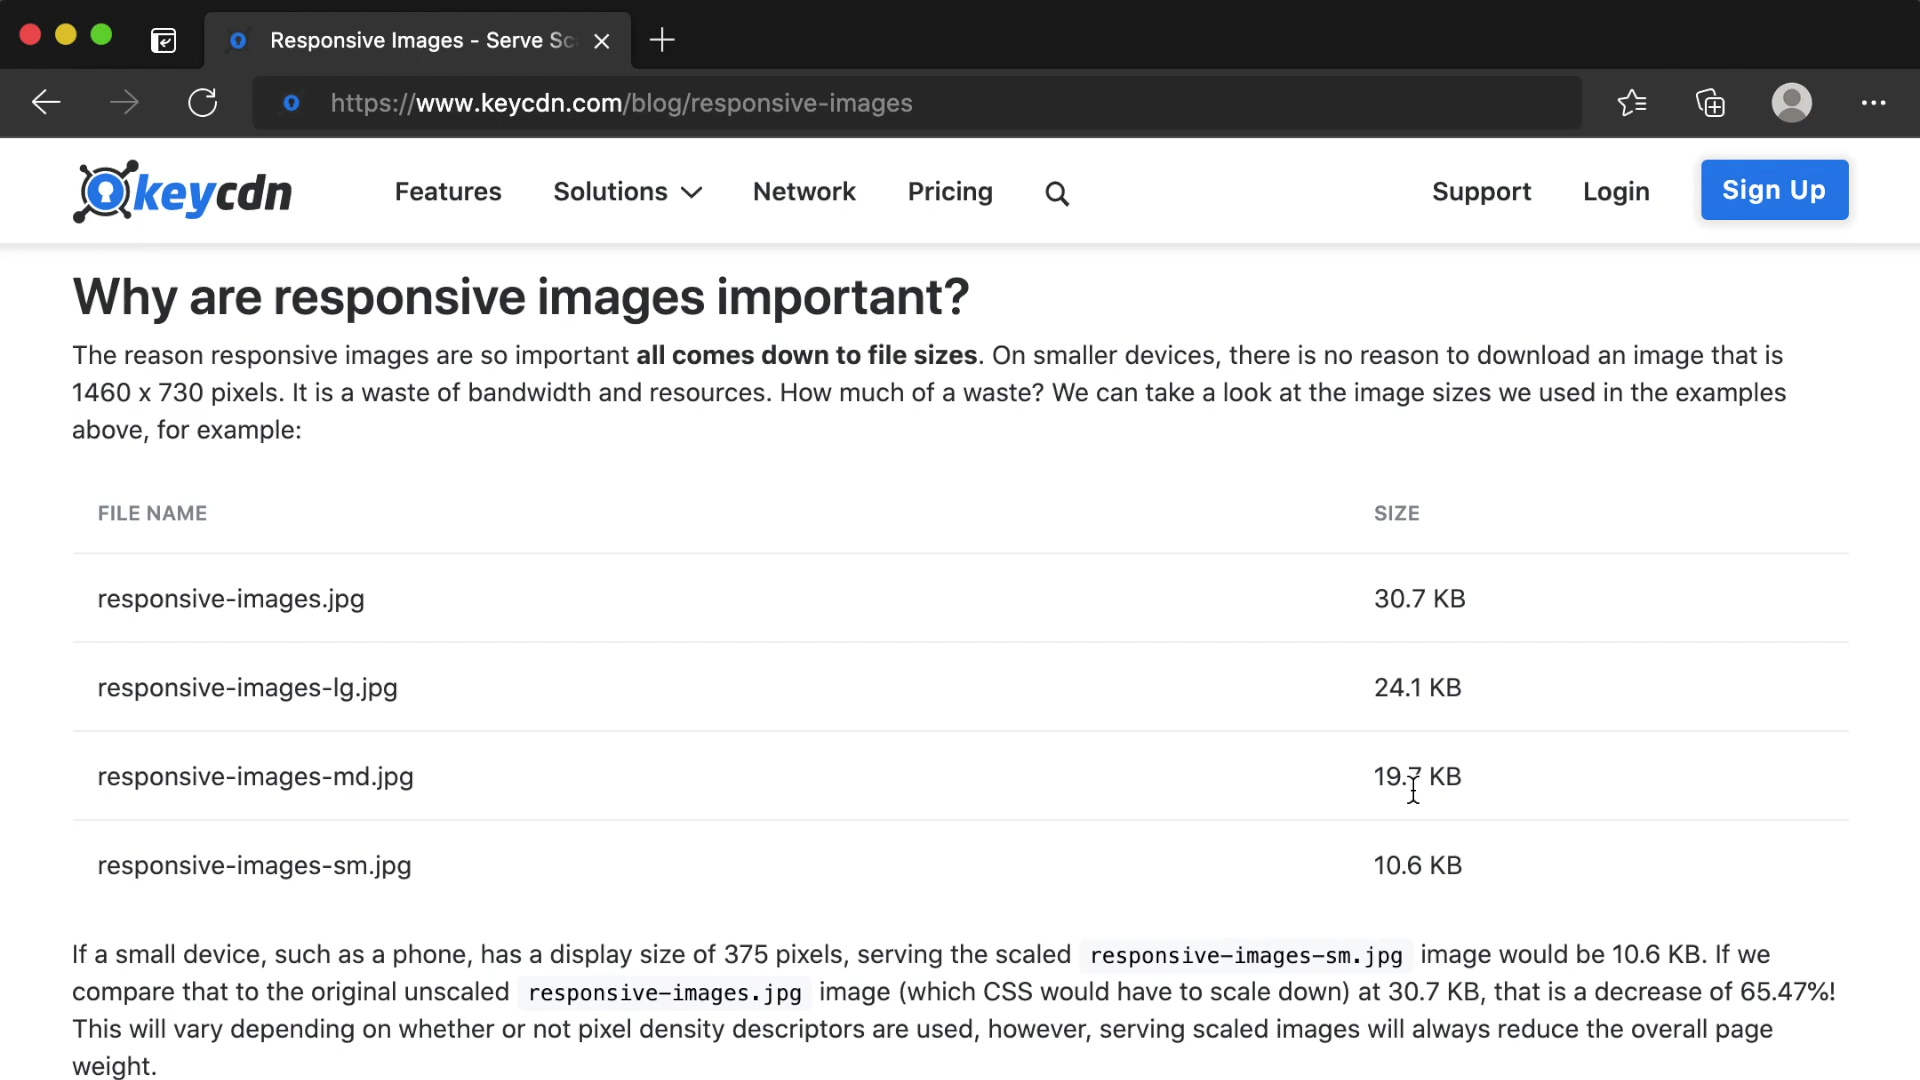 Responsive Images - Serve Sc
https://www.keycdn.com/blog/responsive-images
keycdn Features Solutions Network Pricing Support Login Sign Up
Why are responsive images important?
The reason responsive images are so important all comes down to file sizes. On smaller devices, there is no reason to download an image that is
1460 x 730 pixels. It is a waste of bandwidth and resources. How much of a waste? We can take a look at the image sizes we used in the examples
above, for example:
FILE NAME SIZE
responsive-images.jpg 30.7 KB
responsive-images-lg.jpg 24.1 KB
responsive-images-md.jpg 19.7 KB
responsive-images-sm.jpg 10.6 KB
If a small device, such as a phone, has a display size of 375 pixels, serving the scaled responsive-images-sm.jpg image would be 10.6 KB. If we
compare that to the original unscaled responsive-images.jpg image (which CSS would have to scale down) at 30.7 KB, that is a decrease of 65.47%!
This will vary depending on whether or not pixel density descriptors are used, however, serving scaled images will always reduce the overall page
weight.